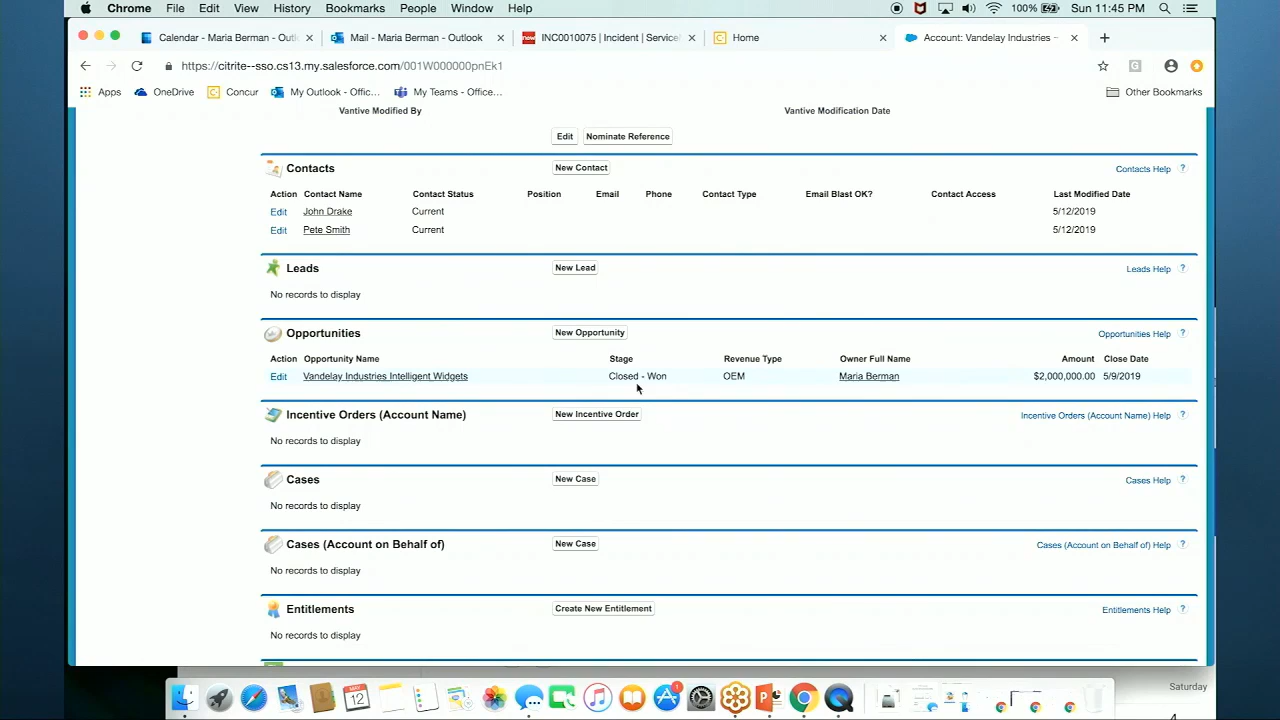 Chrome File Edit View History Bookmarks People Window Help 100% Sun 11:45 PM
Calendar - Maria Berman - Outl Mail - Maria Berman - Outlook INC0010075 | Incident | Service Home Account: Vandelay Industries ~
https://citrite--sso.cs13.my.salesforce.com/001W000000pnEk1
Apps OneDrive Concur My Outlook - Offic... My Teams - Office... Other Bookmarks
Vantive Modified By Vantive Modification Date
Edit Nominate Reference
Contacts New Contact Contacts Help ?
Action Contact Name Contact Status Position Email Phone Contact Type Email Blast OK? Contact Access Last Modified Date
Edit John Drake Current 5/12/2019
Edit Pete Smith Current 5/12/2019
Leads New Lead Leads Help ?
No records to display
Opportunities New Opportunity Opportunities Help ?
Action Opportunity Name Stage Revenue Type Owner Full Name Amount Close Date
Edit Vandelay Industries Intelligent Widgets Closed - Won OEM Maria Berman $2,000,000.00 5/9/2019
Incentive Orders (Account Name) New Incentive Order Incentive Orders (Account Name) Help ?
No records to display
Cases New Case Cases Help ?
No records to display
Cases (Account on Behalf of) New Case Cases (Account on Behalf of) Help ?
No records to display
Entitlements Create New Entitlement Entitlements Help ?
No records to display
Saturday
MAY
12
1